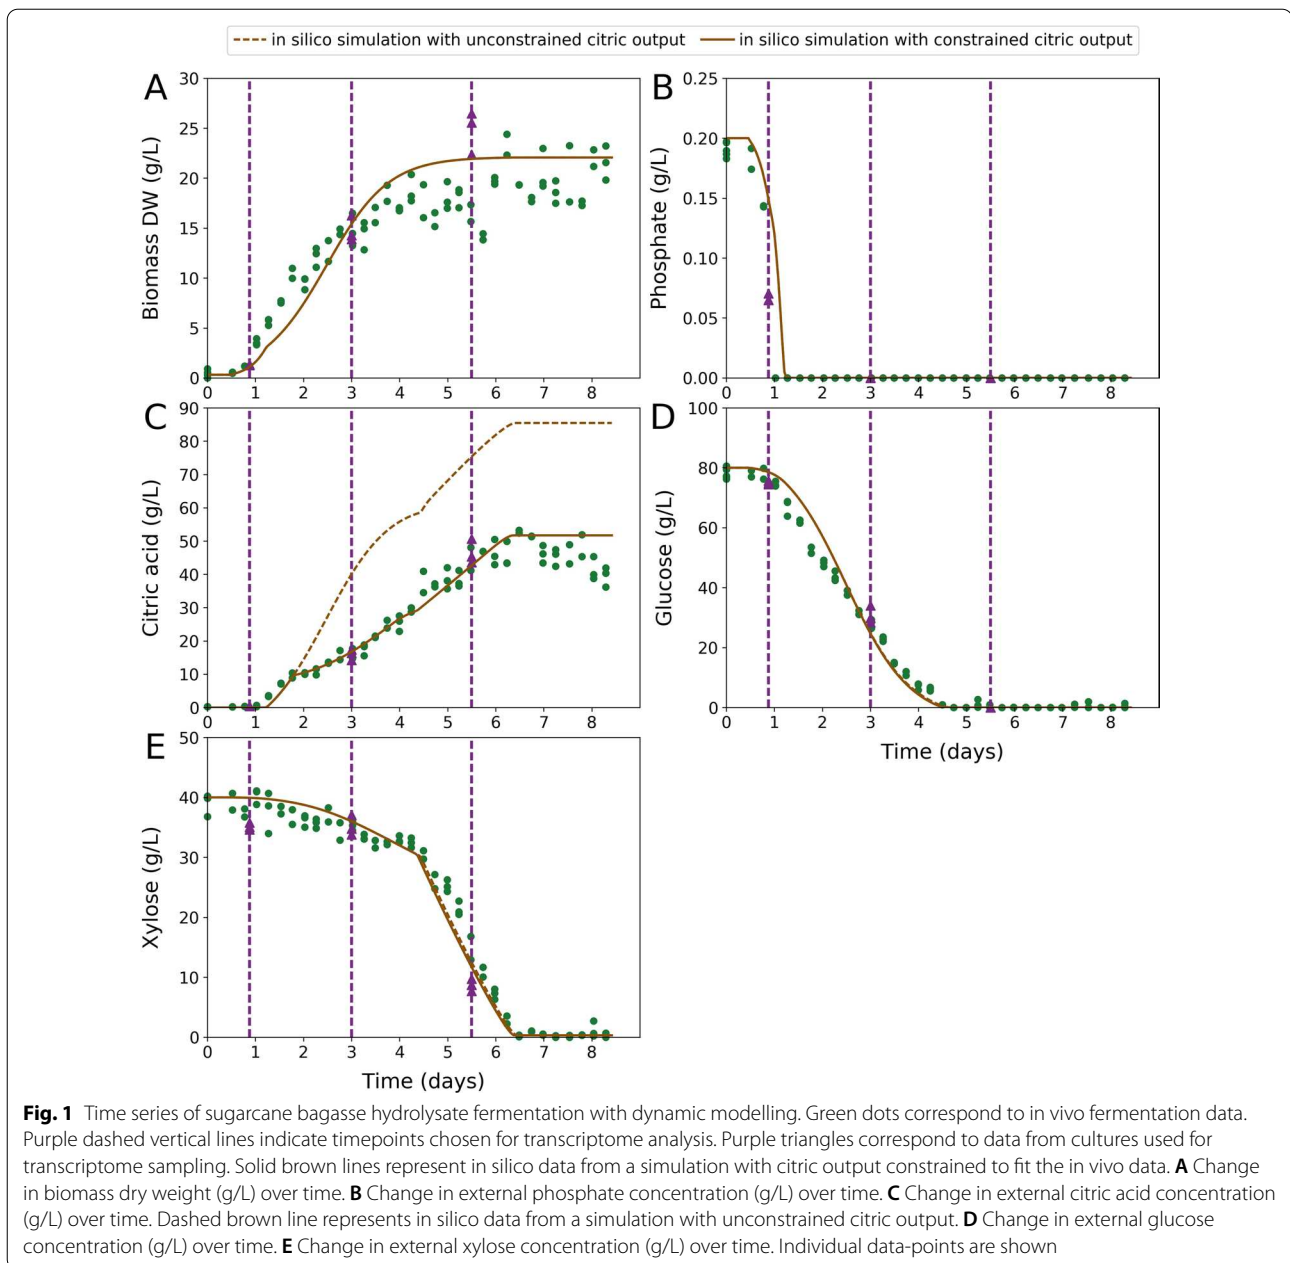 in silico simulation with unconstrained citric output
in silico simulation with constrained citric output
A
30
25
20
15
10
5
0
Biomass DW (g/L)
0 1 2 3 4 5 6 7 8
B
0.25
0.20
0.15
0.10
0.05
0.00
Phosphate (g/L)
0 1 2 3 4 5 6 7 8
C
90
80
70
60
50
40
30
20
10
0
Citric acid (g/L)
0 1 2 3 4 5 6 7 8
D
100
80
60
40
20
0
Glucose (g/L)
0 1 2 3 4 5 6 7 8
Time (days)
E
50
40
30
20
10
0
Xylose (g/L)
0 1 2 3 4 5 6 7 8
Time (days)
Fig. 1 Time series of sugarcane bagasse hydrolysate fermentation with dynamic modelling. Green dots correspond to in vivo fermentation data.
Purple dashed vertical lines indicate timepoints chosen for transcriptome analysis. Purple triangles correspond to data from cultures used for
transcriptome sampling. Solid brown lines represent in silico data from a simulation with citric output constrained to fit the in vivo data. A Change
in biomass dry weight (g/L) over time. B Change in external phosphate concentration (g/L) over time. C Change in external citric acid concentration
(g/L) over time. Dashed brown line represents in silico data from a simulation with unconstrained citric output. D Change in external glucose
concentration (g/L) over time. E Change in external xylose concentration (g/L) over time. Individual data-points are shown